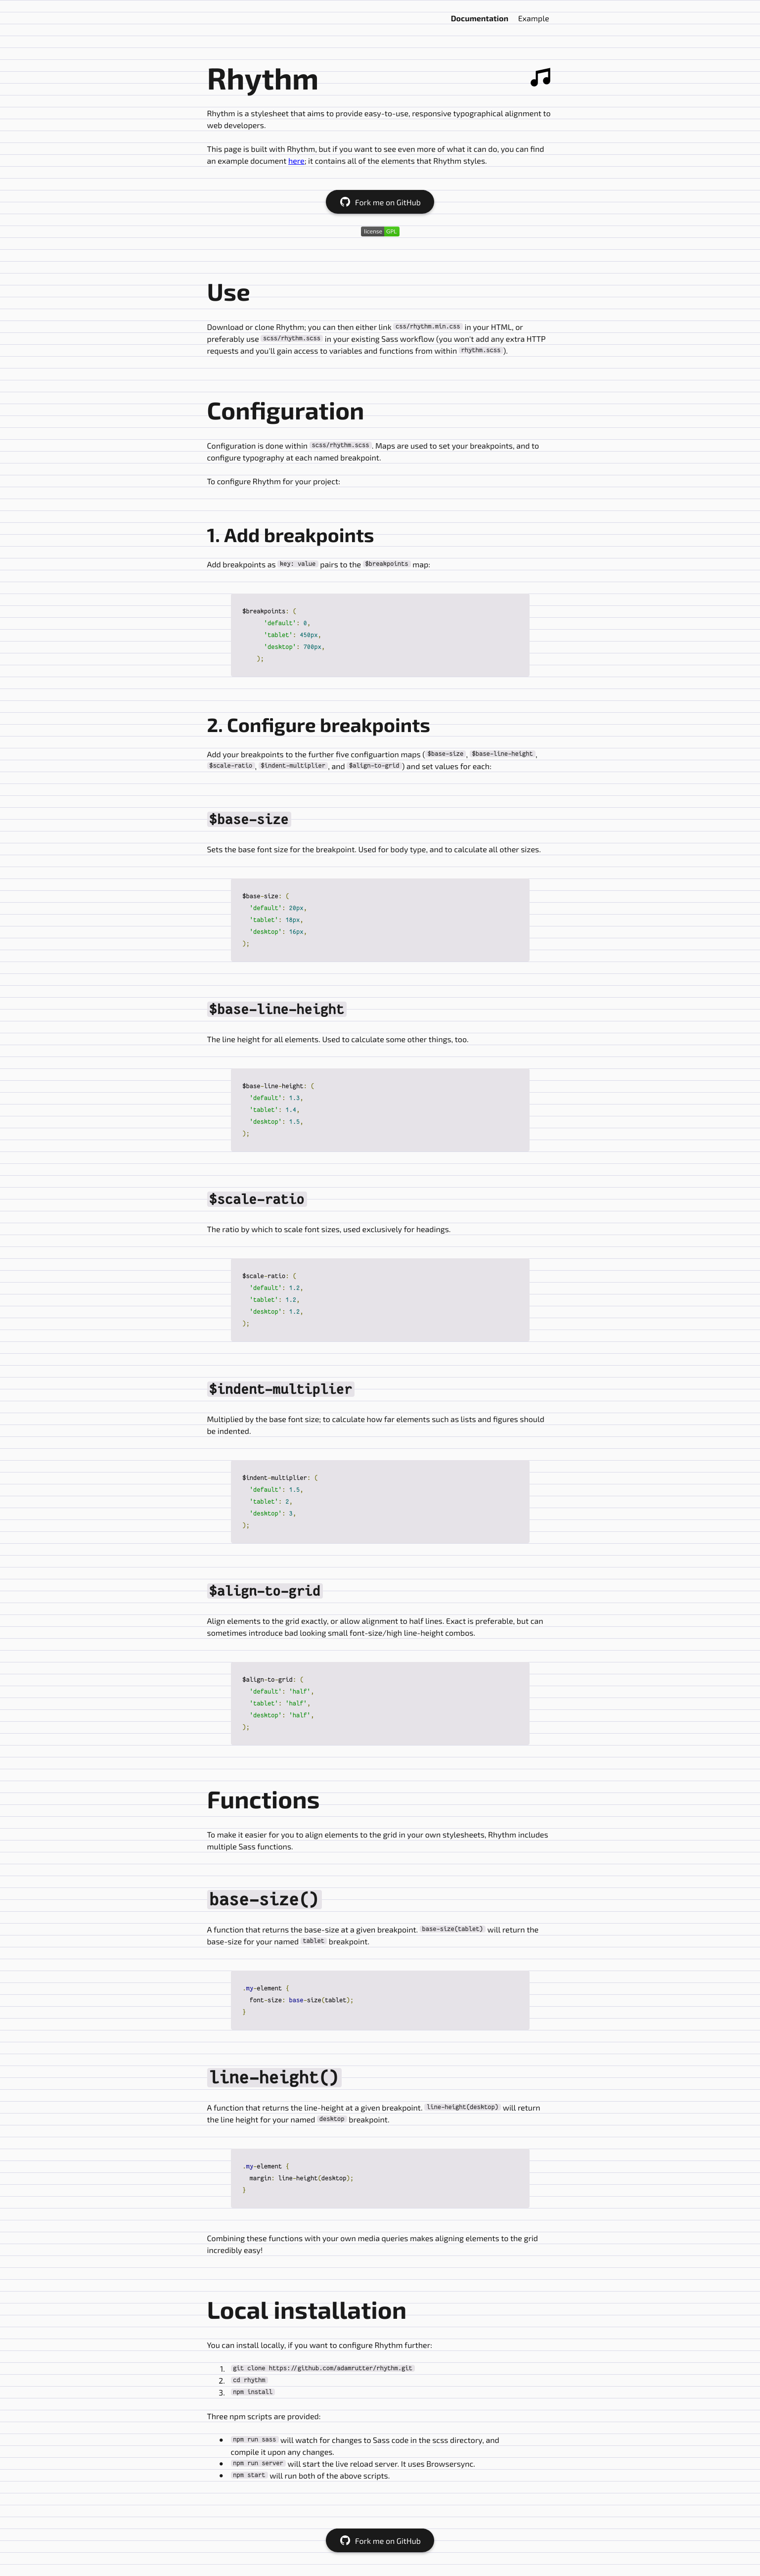 Documentation Example
Rhythm
Rhythm is a stylesheet that aims to provide easy-to-use, responsive typographical alignment to
web developers.
This page is built with Rhythm, but if you want to see even more of what it can do, you can find
an example document here; it contains all of the elements that Rhythm styles.
Fork me on GitHub
license GPL
Use
Download or clone Rhythm; you can then either link css/rhythm.min.css in your HTML, or
preferably use scss/rhythm.scss in your existing Sass workflow (you won't add any extra HTTP
requests and you'll gain access to variables and functions from within rhythm.scss ).
Configuration
Configuration is done within scss/rhythm.scss . Maps are used to set your breakpoints, and to
configure typography at each named breakpoint.
To configure Rhythm for your project:
1. Add breakpoints
Add breakpoints as key: value pairs to the $breakpoints map:
$breakpoints: (
'default': 0,
'tablet': 450px,
'desktop': 700px,
);
2. Configure breakpoints
Add your breakpoints to the further five configuartion maps ( $base-size , $base-line-height ,
$scale-ratio , $indent-multiplier , and $align-to-grid ) and set values for each:
$base-size
Sets the base font size for the breakpoint. Used for body type, and to calculate all other sizes.
$base-size: (
'default': 20px,
'tablet': 18px,
'desktop': 16px,
);
$base-line-height
The line height for all elements. Used to calculate some other things, too.
$base-line-height: (
'default': 1.3,
'tablet': 1.4,
'desktop': 1.5,
);
$scale-ratio
The ratio by which to scale font sizes, used exclusively for headings.
$scale-ratio: (
'default': 1.2,
'tablet': 1.2,
'desktop': 1.2,
);
$indent-multiplier
Multiplied by the base font size; to calculate how far elements such as lists and figures should
be indented.
$indent-multiplier: (
'default': 1.5,
'tablet': 2,
'desktop': 3,
);
$align-to-grid
Align elements to the grid exactly, or allow alignment to half lines. Exact is preferable, but can
sometimes introduce bad looking small font-size/high line-height combos.
$align-to-grid: (
'default': 'half',
'tablet': 'half',
'desktop': 'half',
);
Functions
To make it easier for you to align elements to the grid in your own stylesheets, Rhythm includes
multiple Sass functions.
base-size()
A function that returns the base-size at a given breakpoint. base-size(tablet) will return the
base-size for your named tablet breakpoint.
.my-element {
font-size: base-size(tablet);
}
line-height()
A function that returns the line-height at a given breakpoint. line-height(desktop) will return
the line height for your named desktop breakpoint.
.my-element {
margin: line-height(desktop);
}
Combining these functions with your own media queries makes aligning elements to the grid
incredibly easy!
Local installation
You can install locally, if you want to configure Rhythm further:
1. git clone https://github.com/adamrutter/rhythm.git
2. cd rhythm
3. npm install
Three npm scripts are provided:
● npm run sass will watch for changes to Sass code in the scss directory, and
compile it upon any changes.
● npm run server will start the live reload server. It uses Browsersync.
● npm start will run both of the above scripts.
Fork me on GitHub